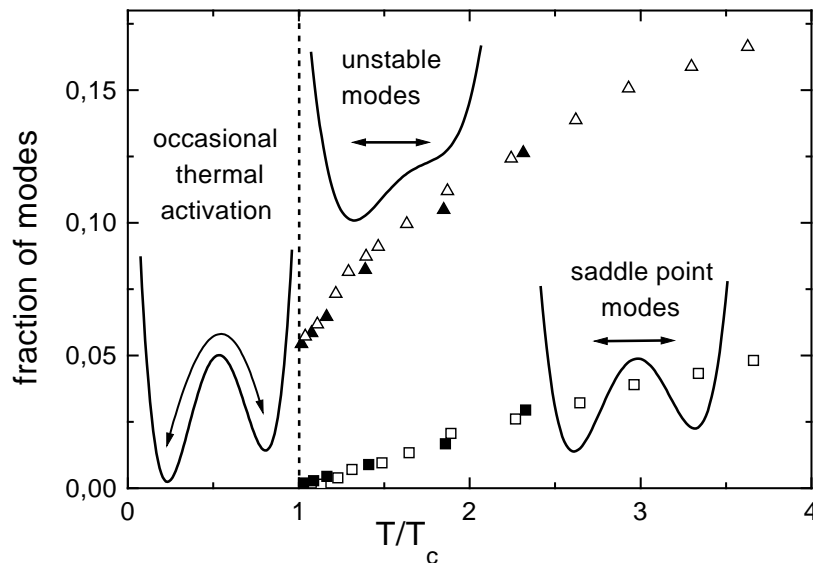 unstable
modes
occasional
thermal
activation
saddle point
modes
fraction of modes
0,15
0,10
0,05
0,00
0
1
2
3
4
T/Tc